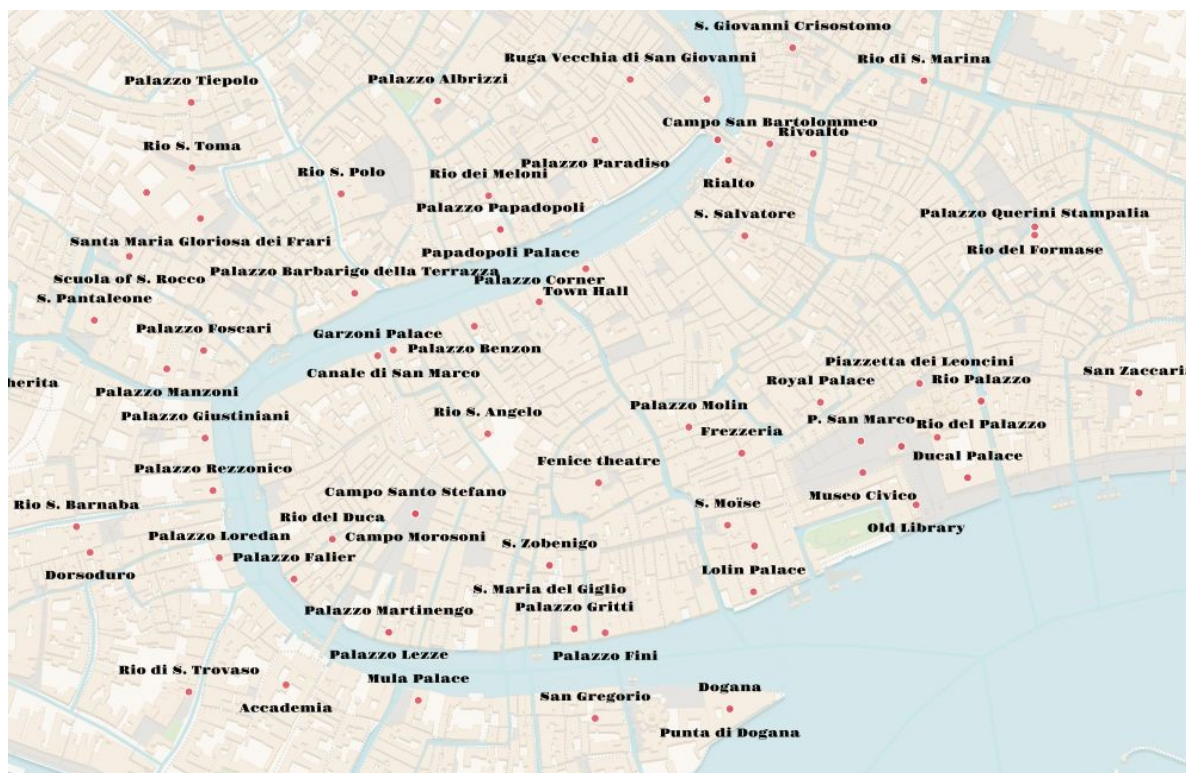 S. Giovanni Crisostomo
Ruga Vecchia di San Giovanni
Rio di S. Marina
Palazzo Tiepolo
Palazzo Albrizzi
Campo San Bartolommeo
Rivoalto
Rio S. Toma
Palazzo Paradiso
Rio S. Polo
Rio dei Meloni
Rialto
Palazzo Papadopoli
S. Salvatore
Palazzo Querini Stampalia
Santa Maria Gloriosa dei Frari
Rio del Formase
Papadopoli Palace
Palazzo Barbarigo della Terrazza
Scuola of S. Rocco
Palazzo Corner
Town Hall
S. Pantaleone
Palazzo Foscari
Garzoni Palace
Palazzo Benzon
Piazzetta dei Leoncini
San Zaccaria
Canale di San Marco
Royal Palace
Rio Palazzo
herita
Palazzo Manzoni
Palazzo Giustiniani
Rio S. Angelo
Palazzo Molin
P. San Marco
Rio del Palazzo
Frezzeria
Ducal Palace
Palazzo Rezzonico
Fenice theatre
Campo Santo Stefano
Museo Civico
Rio S. Barnaba
S. Moïse
Rio del Duca
Old Library
Palazzo Loredan
Campo Morosoni
S. Zobenigo
Palazzo Falier
Dorsoduro
Lolin Palace
S. Maria del Giglio
Palazzo Martinengo
Palazzo Gritti
Palazzo Lezze
Palazzo Fini
Rio di S. Trovaso
Mula Palace
San Gregorio
Dogana
Accademia
Punta di Dogana